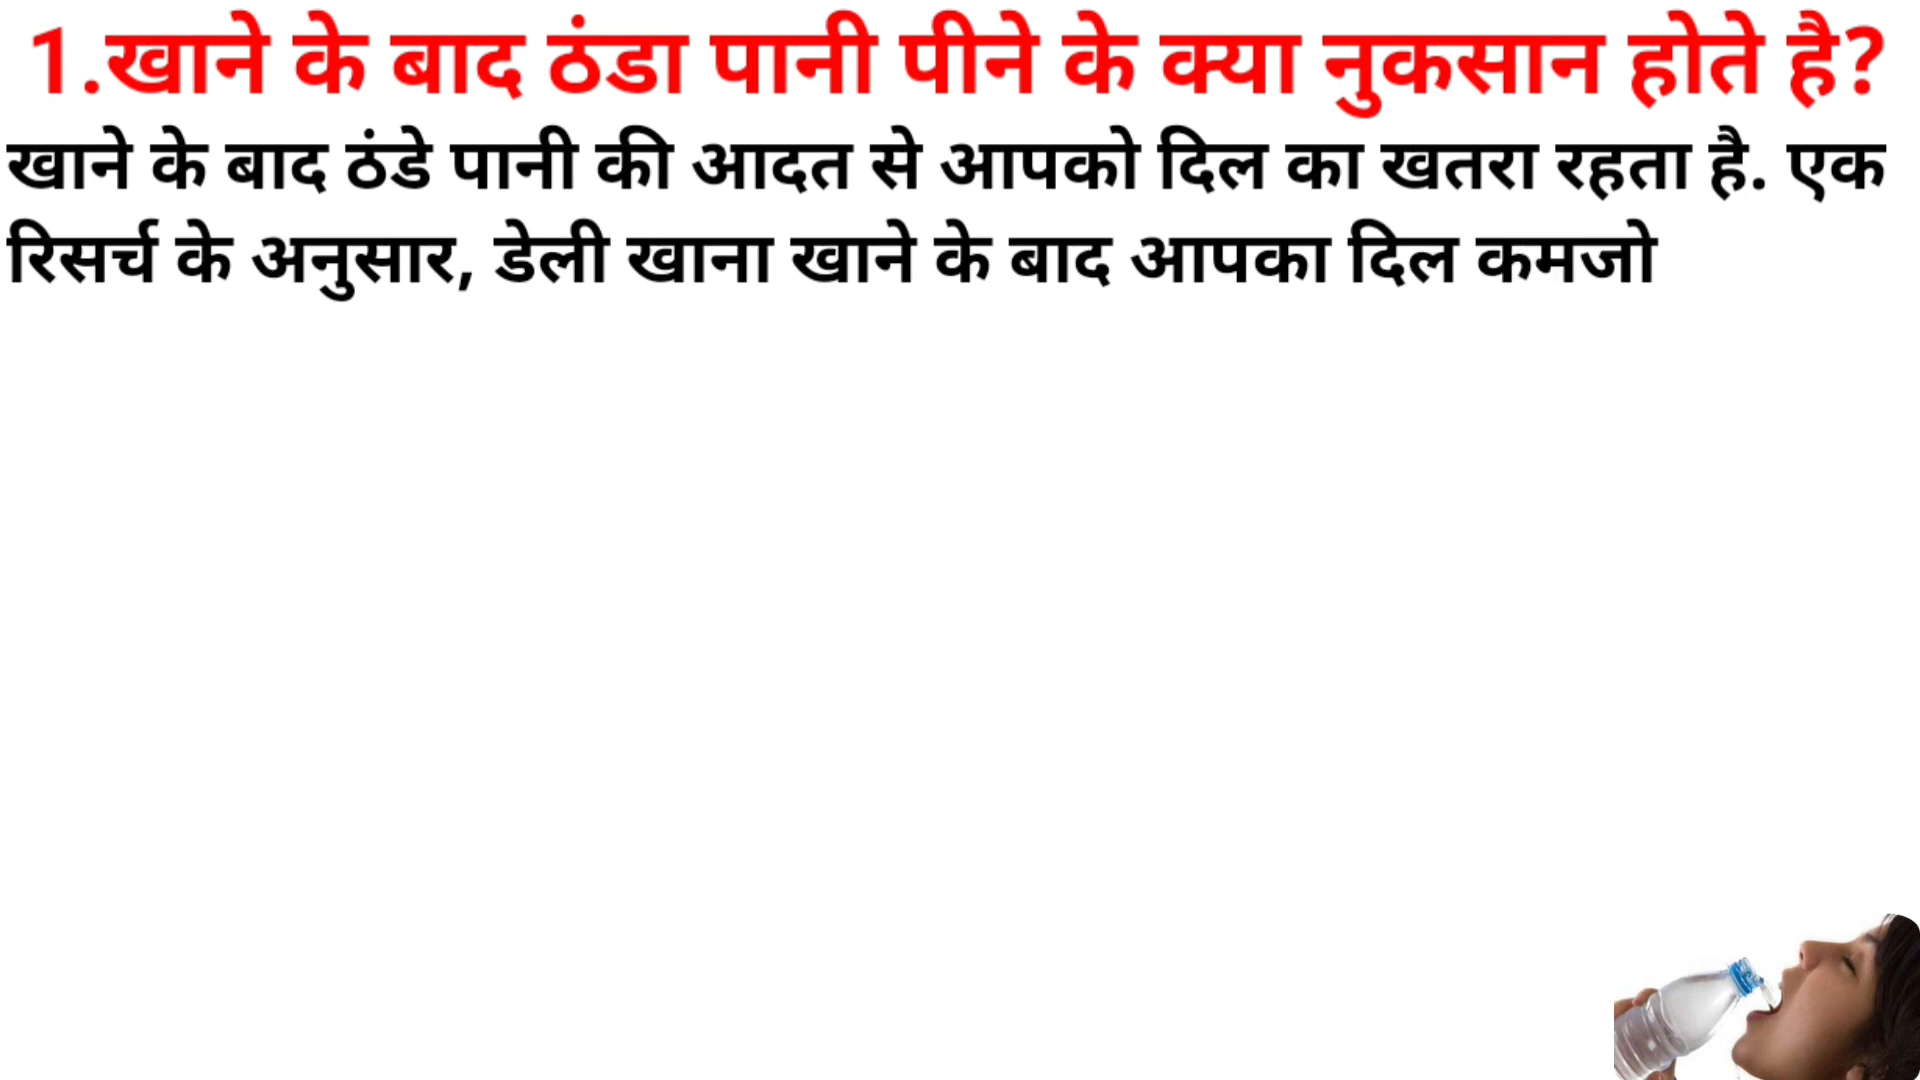 1.खाने के बाद ठंडा पानी पीने के क्या नुकसान होते है?
खाने के बाद ठंडे पानी की आदत से आपको दिल का खतरा रहता है. एक
रिसर्च के अनुसार, डेली खाना खाने के बाद आपका दिल कमजो